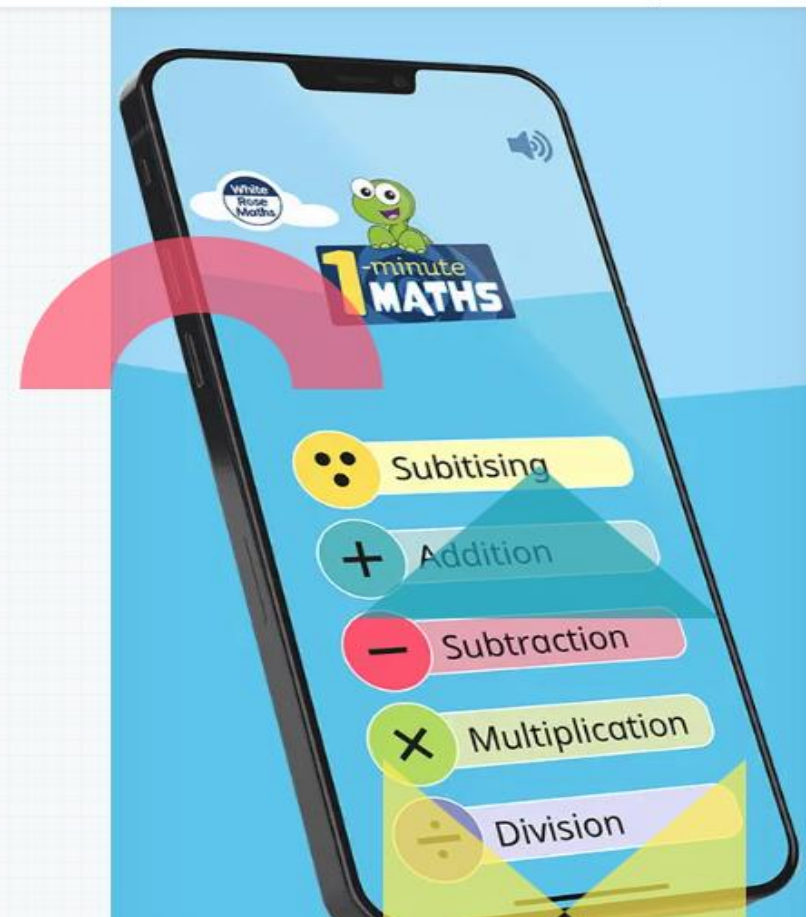 White
Rose
Maths
1-minute
MATHS
Subitising
+ Addition
− Subtraction
× Multiplication
÷ Division